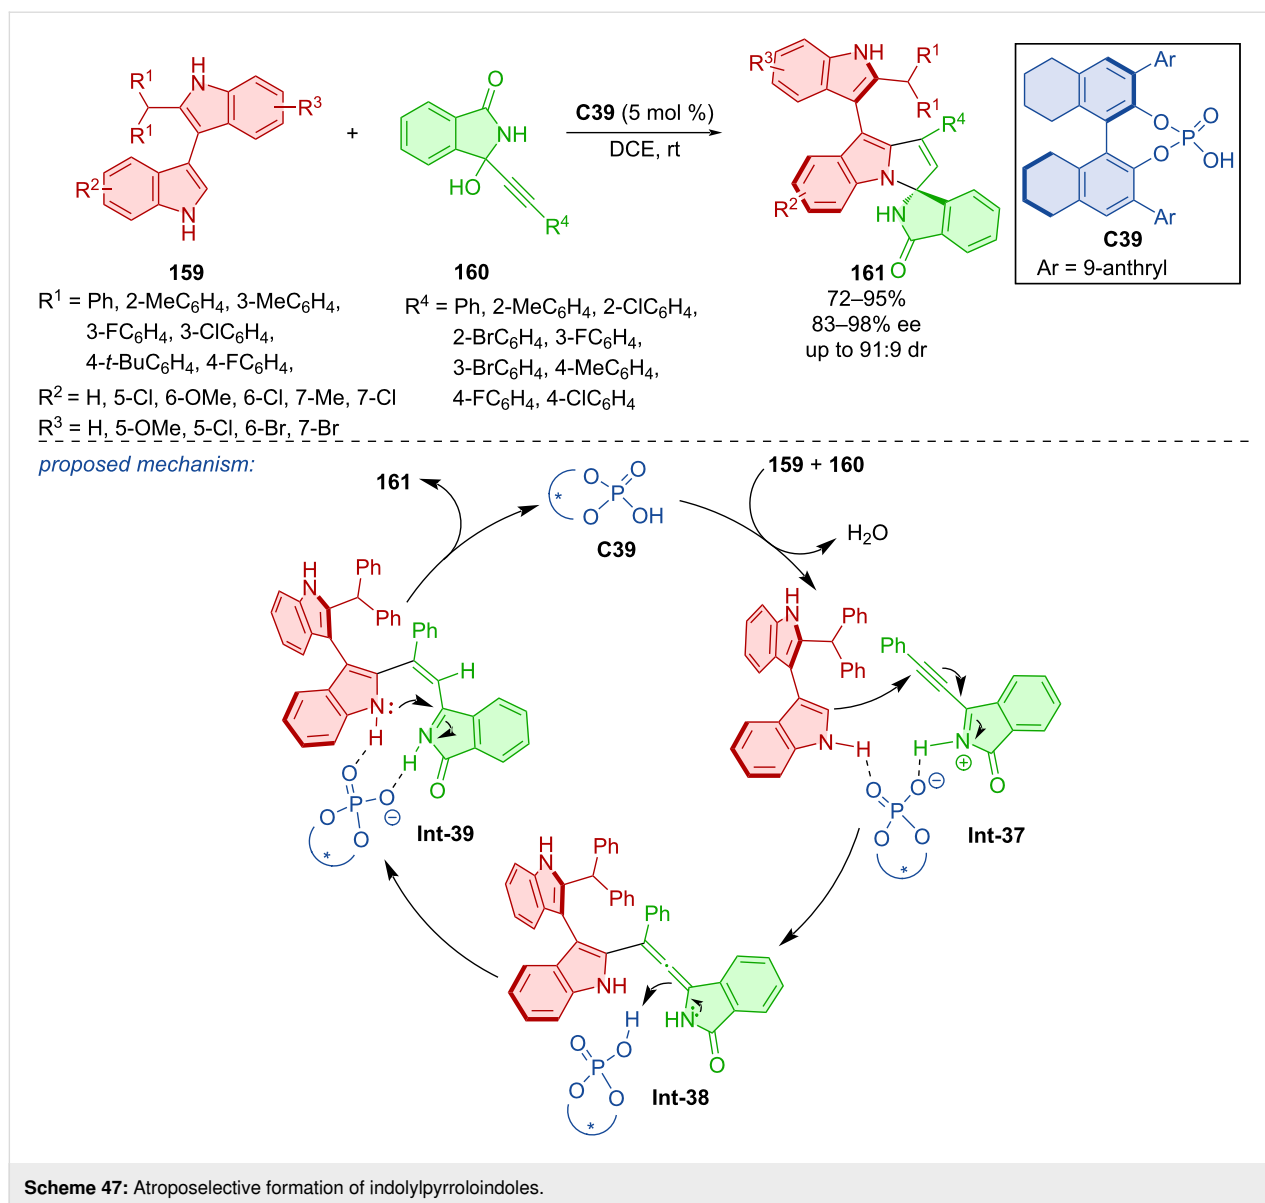 R³ NH R¹ R¹
H N R³ R¹ R¹ R² N H
+
O NH HO R⁴
C39 (5 mol %)
DCE, rt
R⁴ N R² HN O
Ar O O P O OH Ar
C39
Ar = 9-anthryl
159
160
161
R¹ = Ph, 2-MeC₆H₄, 3-MeC₆H₄,
3-FC₆H₄, 3-ClC₆H₄,
4-t-BuC₆H₄, 4-FC₆H₄,
R² = H, 5-Cl, 6-OMe, 6-Cl, 7-Me, 7-Cl
R³ = H, 5-OMe, 5-Cl, 6-Br, 7-Br
R⁴ = Ph, 2-MeC₆H₄, 2-ClC₆H₄,
2-BrC₆H₄, 3-FC₆H₄,
3-BrC₆H₄, 4-MeC₆H₄,
4-FC₆H₄, 4-ClC₆H₄
72–95%
83–98% ee
up to 91:9 dr
proposed mechanism:
161
O O P O OH *
C39
159 + 160
H₂O
H N Ph Ph
Ph H
N: H N H O
O P O ⊖ O O *
Int-39
H N Ph Ph
Ph
N H H N ⊕ O
O P O ⊖ O O *
Int-37
H N Ph Ph
Ph
NH HN: O
H O O P O O *
Int-38
Scheme 47: Atroposelective formation of indolylpyrroloindoles.